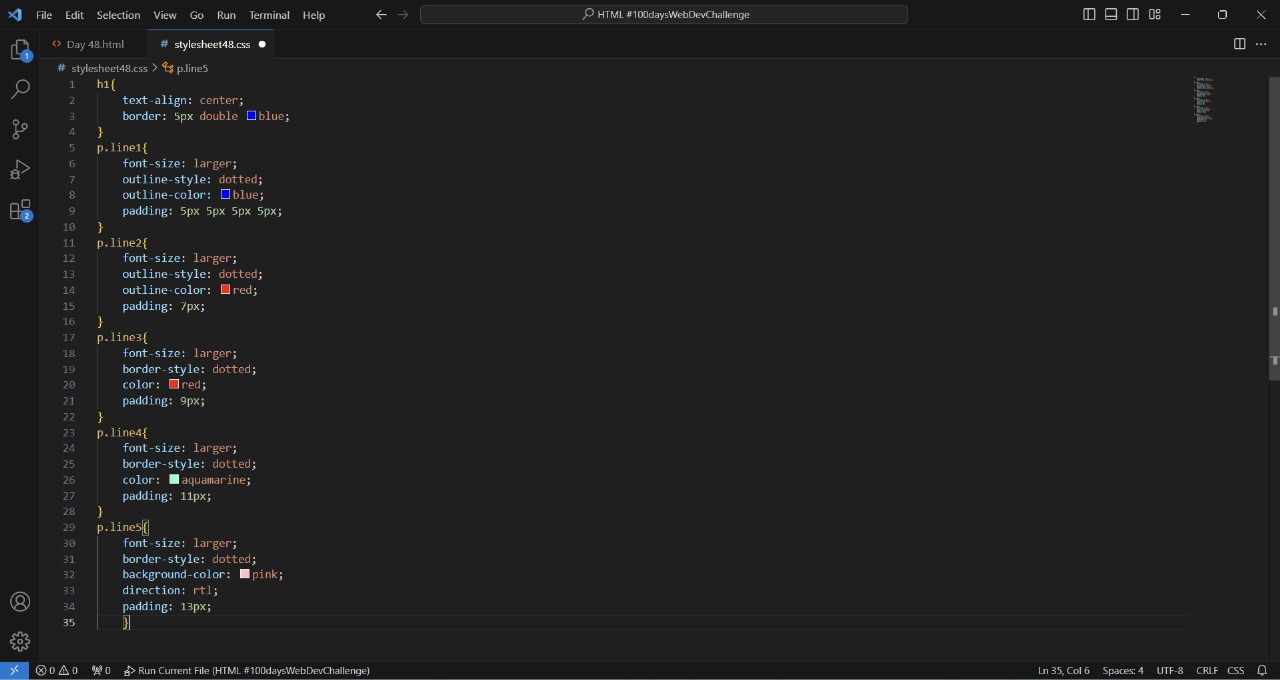 File Edit Selection View Go Run Terminal Help HTML #100daysWebDevChallenge
1
2
Day 48.html # stylesheet48.css
# stylesheet48.css > p.line5
1 h1{
2 text-align: center;
3 border: 5px double blue;
4 }
5 p.line1{
6 font-size: larger;
7 outline-style: dotted;
8 outline-color: blue;
9 padding: 5px 5px 5px 5px;
10 }
11 p.line2{
12 font-size: larger;
13 outline-style: dotted;
14 outline-color: red;
15 padding: 7px;
16 }
17 p.line3{
18 font-size: larger;
19 border-style: dotted;
20 color: red;
21 padding: 9px;
22 }
23 p.line4{
24 font-size: larger;
25 border-style: dotted;
26 color: aquamarine;
27 padding: 11px;
28 }
29 p.line5{
30 font-size: larger;
31 border-style: dotted;
32 background-color: pink;
33 direction: rtl;
34 padding: 13px;
35 }
0 0 0 Run Current File (HTML #100daysWebDevChallenge) Ln 35, Col 6 Spaces: 4 UTF-8 CRLF CSS